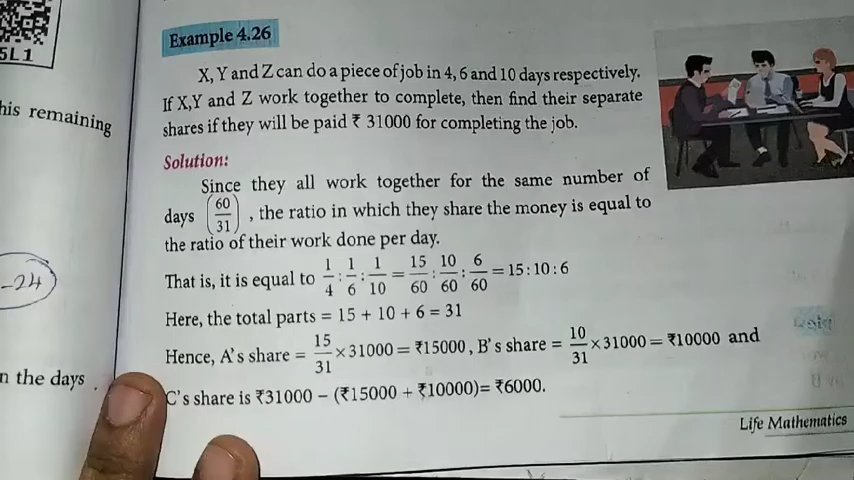 5L1
his remaining
-24
n the days
Example 4.26
X, Y and Z can do a piece of job in 4, 6 and 10 days respectively.
If X,Y and Z work together to complete, then find their separate
shares if they will be paid ₹ 31000 for completing the job.
Solution:
Since they all work together for the same number of
days (60/31), the ratio in which they share the money is equal to
the ratio of their work done per day.
That is, it is equal to 1/4 : 1/6 : 1/10 = 15/60 : 10/60 : 6/60 = 15 : 10 : 6
Here, the total parts = 15 + 10 + 6 = 31
Hence, A's share = 15/31 × 31000 = ₹15000, B's share = 10/31 × 31000 = ₹10000 and
C's share is ₹31000 – (₹15000 + ₹10000)= ₹6000.
Life Mathematics